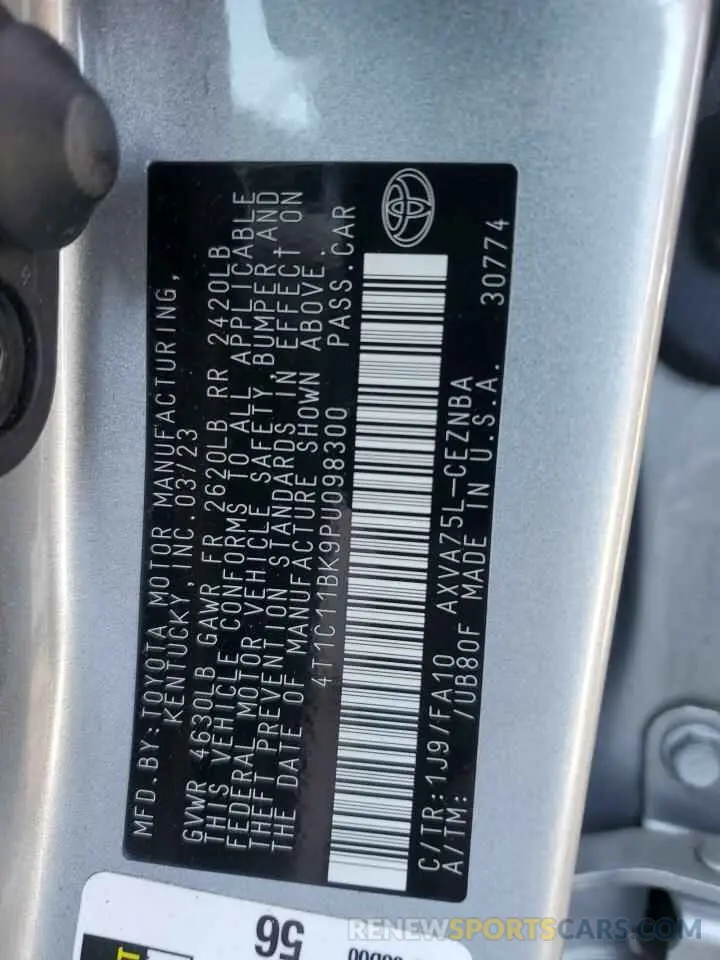 MFD. BY: TOYOTA MOTOR MANUFACTURING,
KENTUCKY, INC. 03/23
GVWR 4630LB GAWR FR 2620LB RR 2420LB
THIS VEHICLE CONFORMS TO ALL APPLICABLE
FEDERAL MOTOR VEHICLE SAFETY, BUMPER AND
THEFT PREVENTION STANDARDS IN EFFECT ON
THE DATE OF MANUFACTURE SHOWN ABOVE.
4T1C11BK9PU098300 PASS. CAR
C/TR: 1J9/FA10 AXVA75L-CEZNBA
A/TM: /UB80F MADE IN U.S.A. 30774
56
RENEWSPORTSCARS.COM